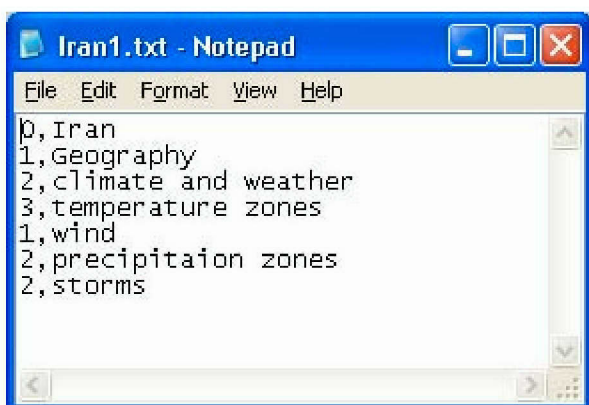 Iran1.txt - Notepad
File Edit Format View Help
0,Iran
1,Geography
2,climate and weather
3,temperature zones
1,wind
2,precipitaion zones
2,storms